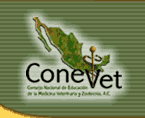 ConeVet
Consejo Nacional de Educación
de la Medicina Veterinaria y Zootecnia, A.C.